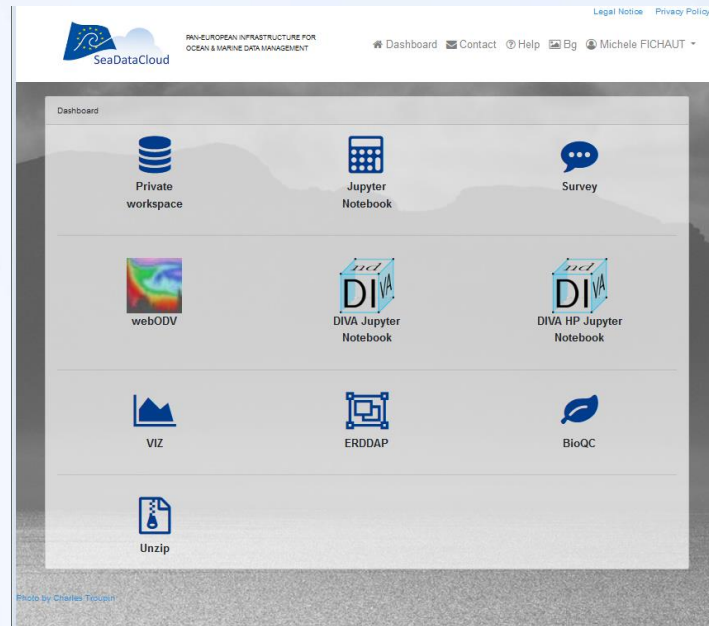 Legal Notice Privacy Policy
SeaDataCloud
PAN-EUROPEAN INFRASTRUCTURE FOR
OCEAN & MARINE DATA MANAGEMENT
Dashboard Contact Help Bg Michele FICHAUT
Dashboard
Private
workspace
Jupyter
Notebook
Survey
webODV
nd
DIVA
DIVA Jupyter
Notebook
nd
DIVA
DIVA HP Jupyter
Notebook
VIZ
ERDDAP
BioQC
Unzip
Photo by Charles Troupin